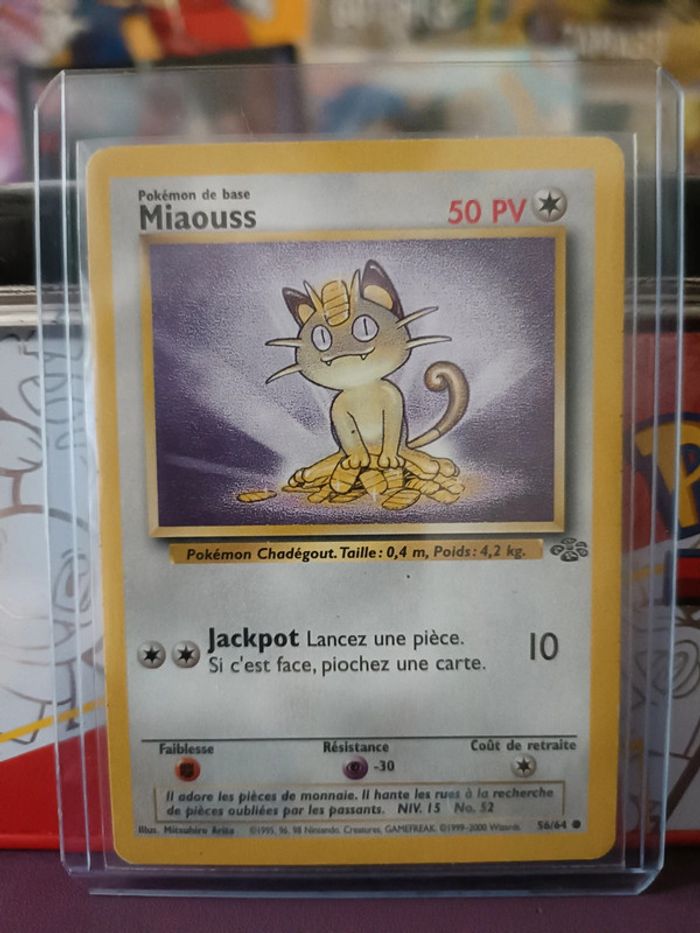 Pokémon de base
Miaouss
50 PV
Pokémon Chadégout. Taille: 0,4 m, Poids: 4,2 kg.
Jackpot Lancez une pièce.
Si c'est face, piochez une carte.
10
Faiblesse
Résistance
Coût de retraite
-30
Il adore les pièces de monnaie. Il hante les rues à la recherche
de pièces oubliées par les passants. NIV. 15 No. 52
Illus. Mitsuhiro Arita ©1995, 96, 98 Nintendo, Creatures, GAMEFREAK. ©1999-2000 Wizards. 56/64